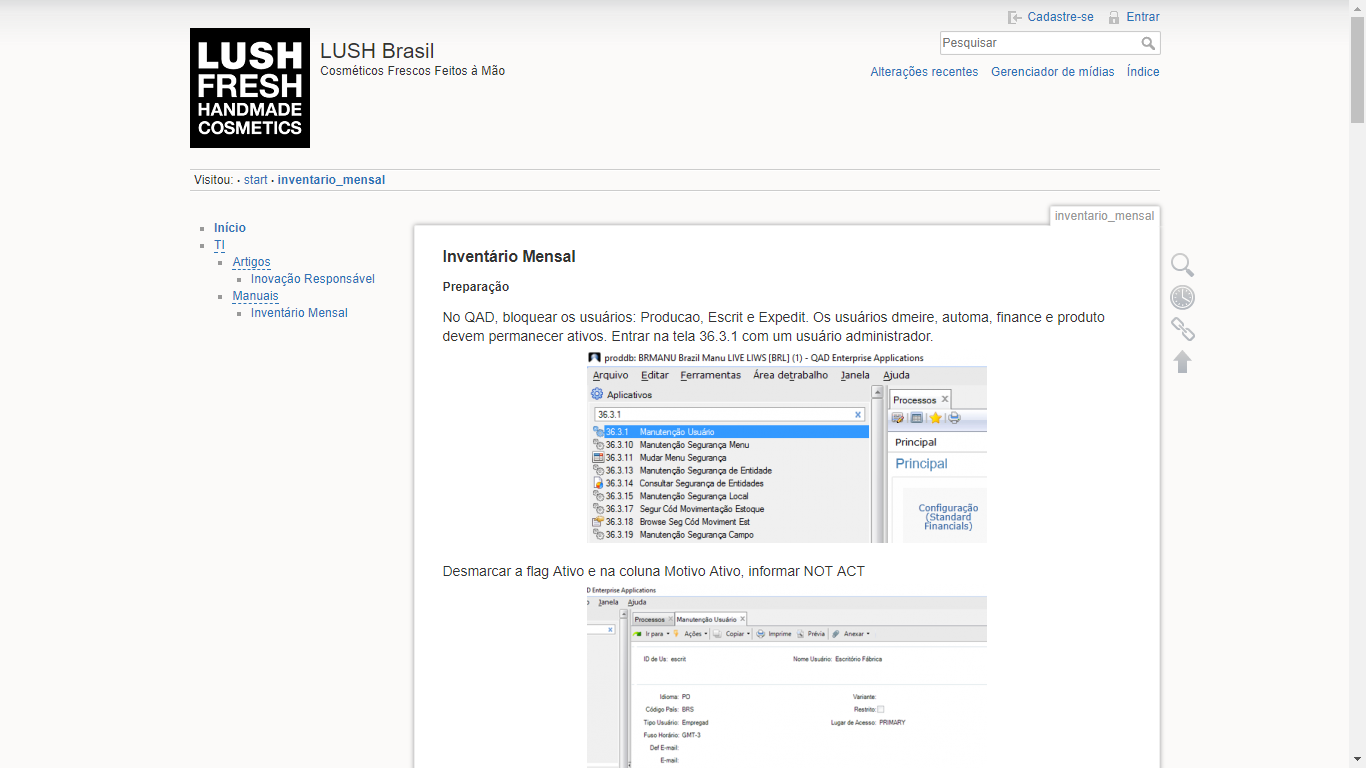 Cadastre-se Entrar
LUSH
FRESH
HANDMADE
COSMETICS
LUSH Brasil
Cosméticos Frescos Feitos à Mão
Pesquisar
Alterações recentes Gerenciador de mídias Índice
Visitou: • start • inventario_mensal
inventario_mensal
Início
TI
Artigos
Inovação Responsável
Manuais
Inventário Mensal
Inventário Mensal
Preparação
No QAD, bloquear os usuários: Producao, Escrit e Expedit. Os usuários dmeire, automa, finance e produto
devem permanecer ativos. Entrar na tela 36.3.1 com um usuário administrador.
proddb: BRMANU Brazil Manu LIVE LIWS [BRL] (1) - QAD Enterprise Applications
Arquivo Editar Ferramentas Área detrabalho Janela Ajuda
Aplicativos
36.3.1
36.3.1 Manutenção Usuário
36.3.10 Manutenção Segurança Menu
36.3.11 Mudar Menu Segurança
36.3.13 Manutenção Segurança de Entidade
36.3.14 Consultar Segurança de Entidades
36.3.15 Manutenção Segurança Local
36.3.17 Segur Cód Movimentação Estoque
36.3.18 Browse Seg Cód Moviment Est
36.3.19 Manutenção Segurança Campo
Processos
Principal
Principal
Configuração
(Standard
Financials)
Desmarcar a flag Ativo e na coluna Motivo Ativo, informar NOT ACT
D Enterprise Applications
Janela Ajuda
Processos Manutenção Usuário
Ir para Ações Copiar Imprime Prévia Anexar
ID de Us: escrit Nome Usuário: Escritório Fábrica
Idioma: PO Variante:
Código País: BRS Restrito:
Tipo Usuário: Empregad Lugar de Acesso: PRIMARY
Fuso Horário: GMT-3
Def E-mail:
E-mail: